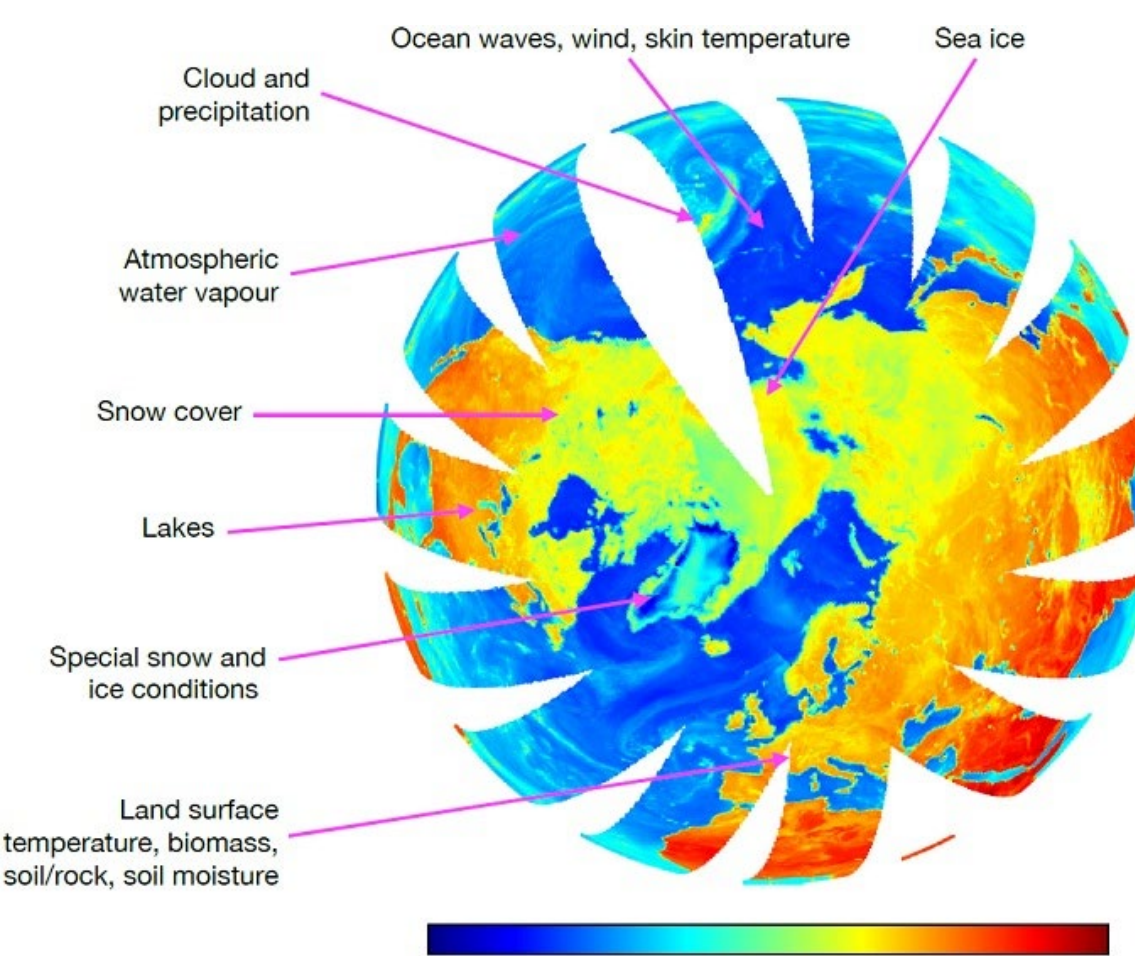 Ocean waves, wind, skin temperature
Sea ice
Cloud and
precipitation
Atmospheric
water vapour
Snow cover
Lakes
Special snow and
ice conditions
Land surface
temperature, biomass,
soil/rock, soil moisture